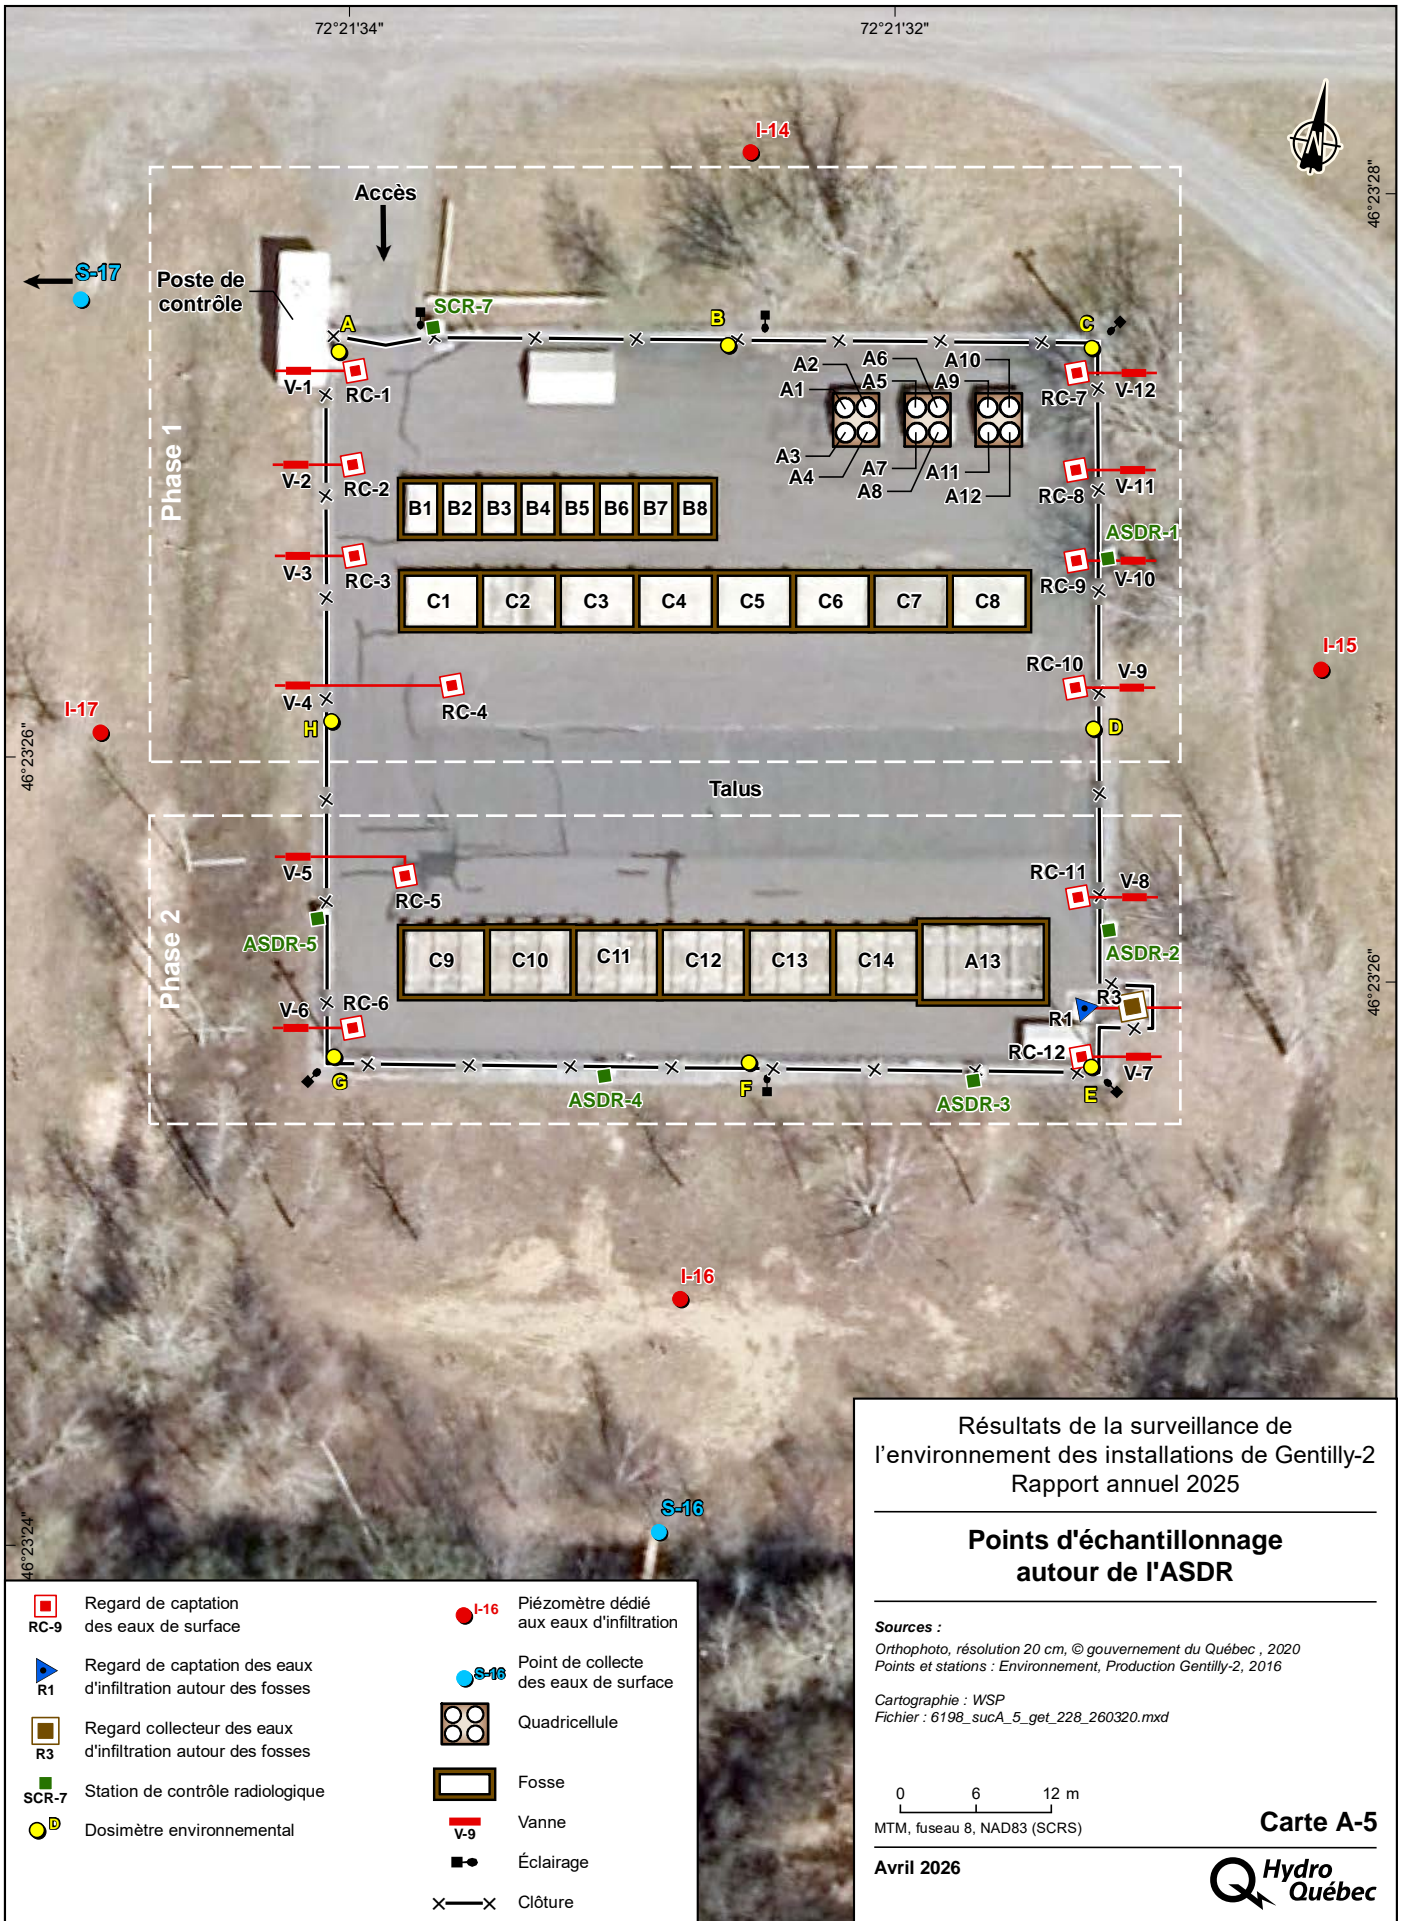 72°21'34"
72°21'32"
I-14
46°23'28"
Accès
S-17
Poste de
contrôle
SCR-7
A
B
C
A2
A6
A10
A1
A5
A9
V-1
RC-1
RC-7
V-12
Phase 1
A3
A4
A7
A8
A11
A12
V-2
RC-2
RC-8
V-11
B1
B2
B3
B4
B5
B6
B7
B8
ASDR-1
V-3
RC-3
RC-9
V-10
C1
C2
C3
C4
C5
C6
C7
C8
I-15
RC-10
V-9
V-4
RC-4
I-17
H
D
46°23'26"
Talus
V-5
RC-5
RC-11
V-8
Phase 2
ASDR-5
ASDR-2
C9
C10
C11
C12
C13
C14
A13
46°23'26"
V-6
RC-6
R3
R1
RC-12
V-7
G
F
E
ASDR-4
ASDR-3
I-16
S-16
46°23'24"
RC-9
Regard de captation
des eaux de surface
R1
Regard de captation des eaux
d'infiltration autour des fosses
R3
Regard collecteur des eaux
d'infiltration autour des fosses
SCR-7
Station de contrôle radiologique
D
Dosimètre environnemental
I-16
Piézomètre dédié
aux eaux d'infiltration
S-16
Point de collecte
des eaux de surface
Quadricellule
Fosse
V-9
Vanne
Éclairage
Clôture
Résultats de la surveillance de
l'environnement des installations de Gentilly-2
Rapport annuel 2025
Points d'échantillonnage
autour de l'ASDR
Sources :
Orthophoto, résolution 20 cm, © gouvernement du Québec , 2020
Points et stations : Environnement, Production Gentilly-2, 2016
Cartographie : WSP
Fichier : 6198_sucA_5_get_228_260320.mxd
0 6 12 m
MTM, fuseau 8, NAD83 (SCRS)
Carte A-5
Avril 2026
Hydro
Québec